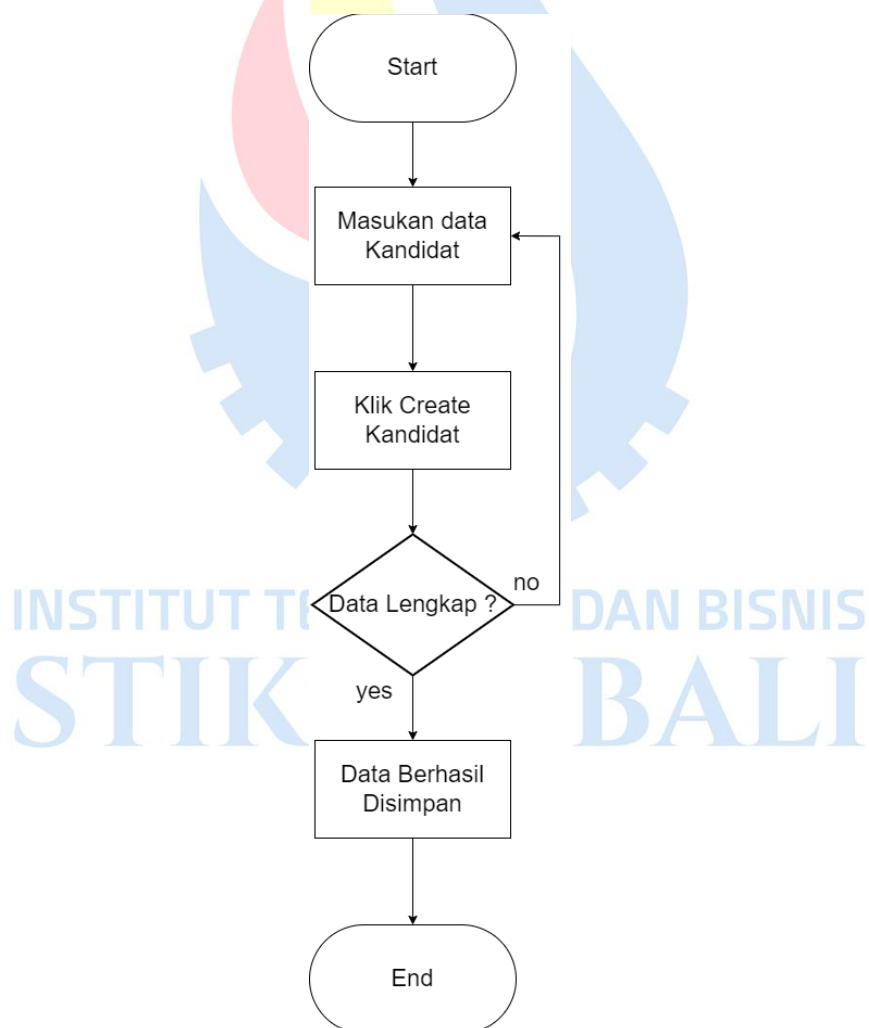 Start
Masukan data
Kandidat
Klik Create
Kandidat
Data Lengkap ?
no
yes
Data Berhasil
Disimpan
End
INSTITUT
DAN BISNIS
STIK
BALI